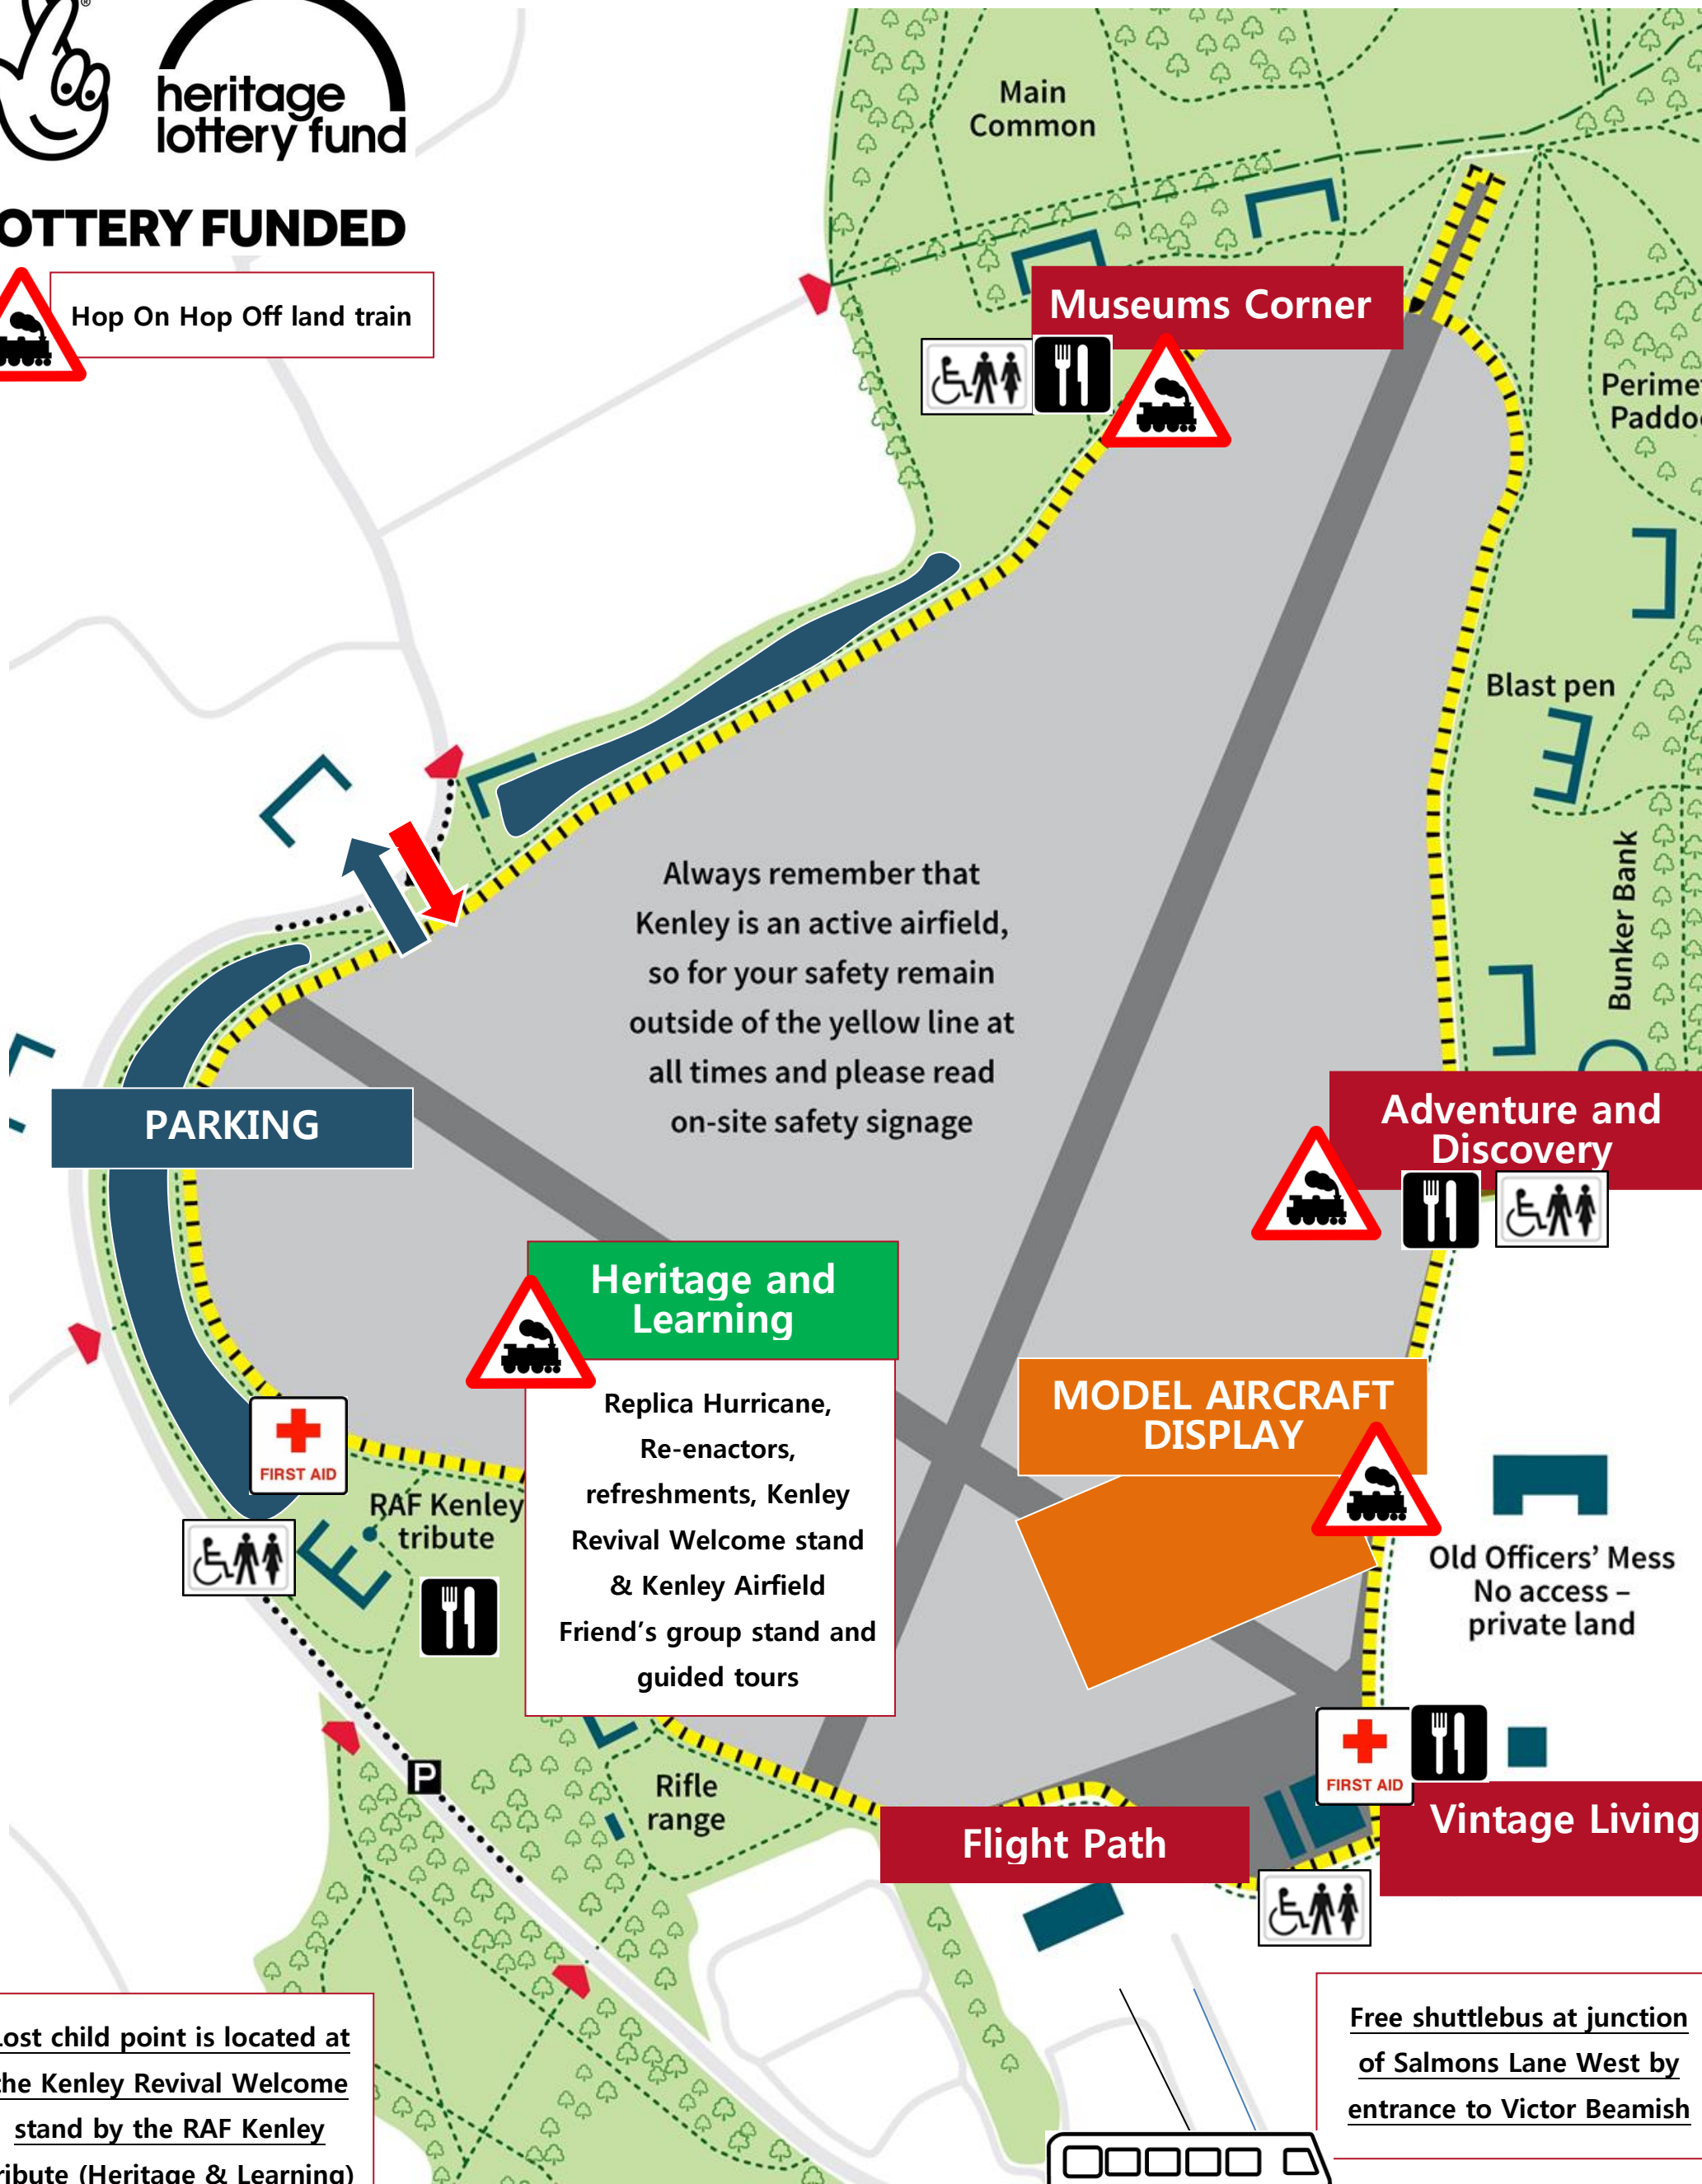 heritage
lottery fund
OTTERY FUNDED
Hop On Hop Off land train
Main
Common
Museums Corner
Perime
Paddo
Blast pen
Bunker Bank
Always remember that
Kenley is an active airfield,
so for your safety remain
outside of the yellow line at
all times and please read
on-site safety signage
PARKING
Adventure and
Discovery
Heritage and
Learning
Replica Hurricane,
Re-enactors,
refreshments, Kenley
Revival Welcome stand
& Kenley Airfield
Friend's group stand and
guided tours
MODEL AIRCRAFT
DISPLAY
FIRST AID
RAF Kenley
tribute
Old Officers' Mess
No access –
private land
P
Rifle
range
FIRST AID
Flight Path
Vintage Living
ost child point is located at
he Kenley Revival Welcome
stand by the RAF Kenley
ribute (Heritage & Learning)
Free shuttlebus at junction
of Salmons Lane West by
entrance to Victor Beamish